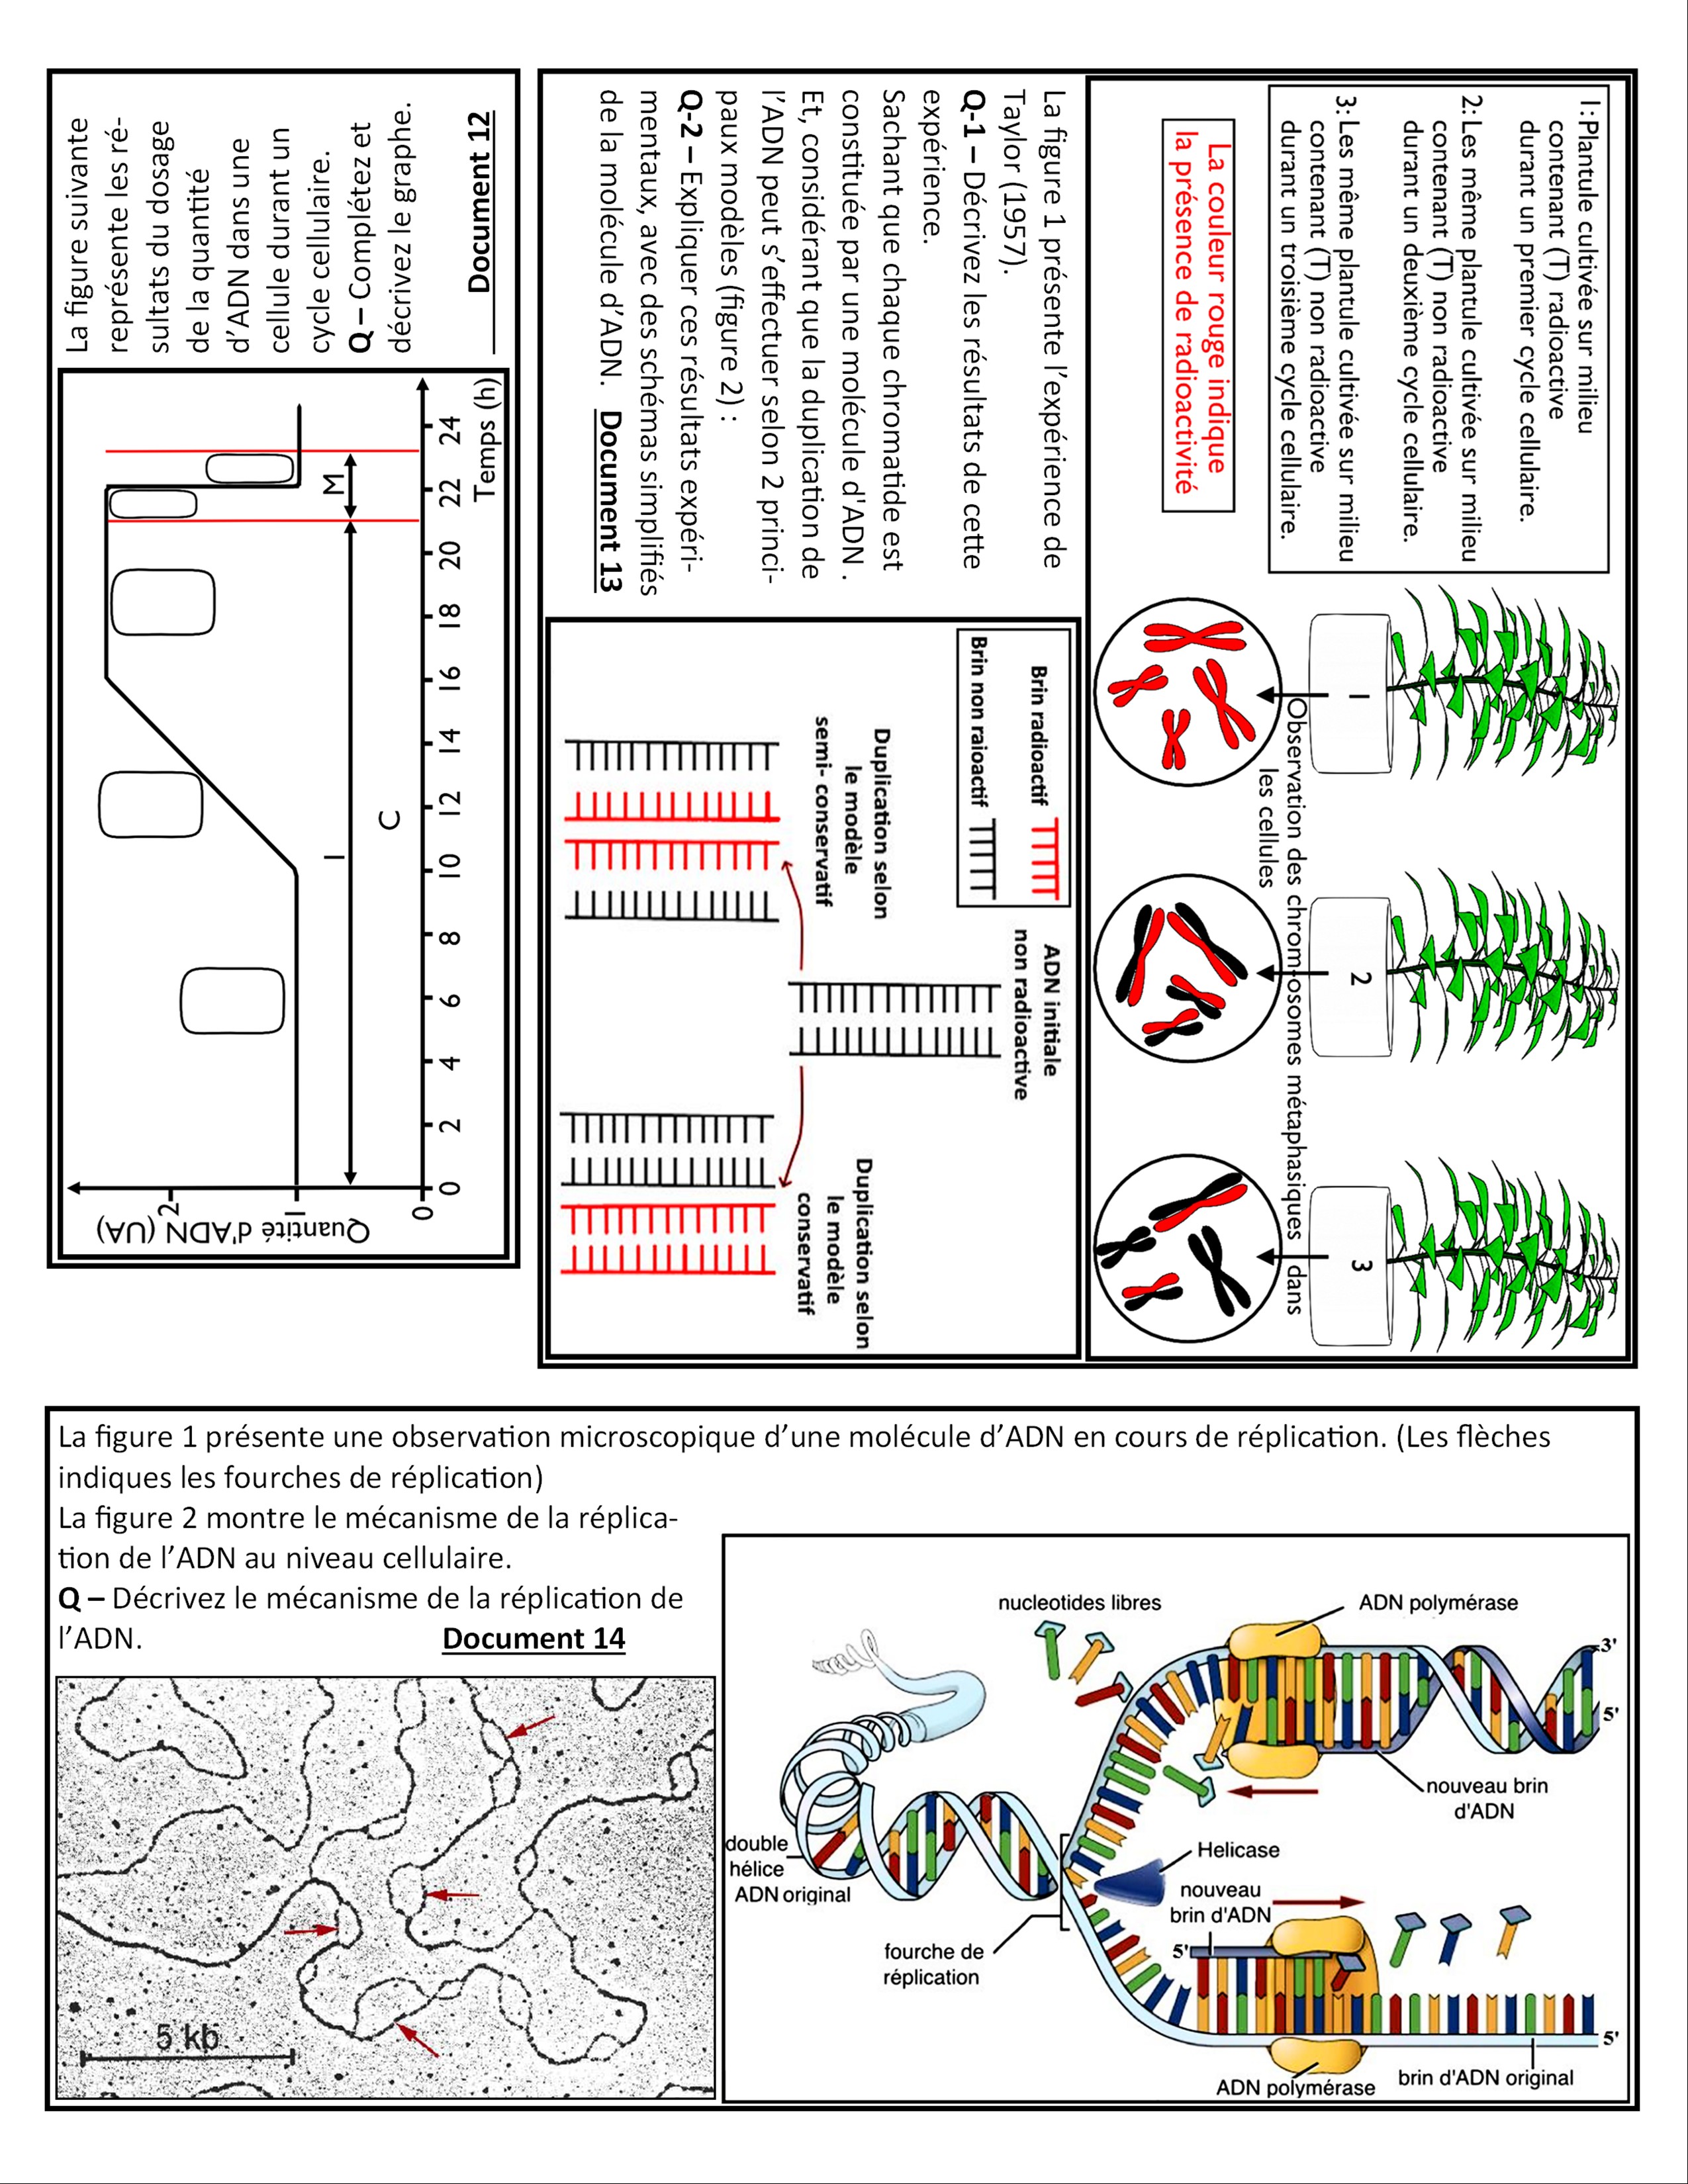 Document 12
La figure suivante
représente les ré-
sultats du dosage
de la quantité
d'ADN dans une
cellule durant un
cycle cellulaire.
Q – Complétez et
décrivez le graphe.
Quantité d'ADN (UA)
2
1
0
I
M
C
0
2
4
6
8
10
12
14
16
18
20
22
24
Temps (h)
1: Plantule cultivée sur milieu
contenant (T) radioactive
durant un premier cycle cellulaire.
2: Les même plantule cultivée sur milieu
contenant (T) non radioactive
durant un deuxième cycle cellulaire.
3: Les même plantule cultivée sur milieu
contenant (T) non radioactive
durant un troisième cycle cellulaire.
La couleur rouge indique
la présence de radioactivité
1
2
3
Observation des chrom-osomes métaphasiques dans
les cellules
La figure 1 présente l'expérience de
Taylor (1957).
Q-1 – Décrivez les résultats de cette
expérience.
Sachant que chaque chromatide est
constituée par une molécule d'ADN .
Et, considérant que la duplication de
l'ADN peut s'effectuer selon 2 princi-
paux modèles (figure 2) :
Q-2 – Expliquer ces résultats expéri-
mentaux, avec des schémas simplifiés
de la molécule d'ADN. Document 13
Brin radioactif
Brin non raioactif
ADN initiale
non radioactive
Duplication selon
le modèle
semi- conservatif
Duplication selon
le modèle
conservatif
La figure 1 présente une observation microscopique d'une molécule d'ADN en cours de réplication. (Les flèches
indiques les fourches de réplication)
La figure 2 montre le mécanisme de la réplica-
tion de l'ADN au niveau cellulaire.
Q – Décrivez le mécanisme de la réplication de
l'ADN. Document 14
5 kb
nucleotides libres
ADN polymérase
3'
5'
nouveau brin
d'ADN
double
hélice
ADN original
Helicase
nouveau
brin d'ADN
5'
fourche de
réplication
5'
ADN polymérase
brin d'ADN original